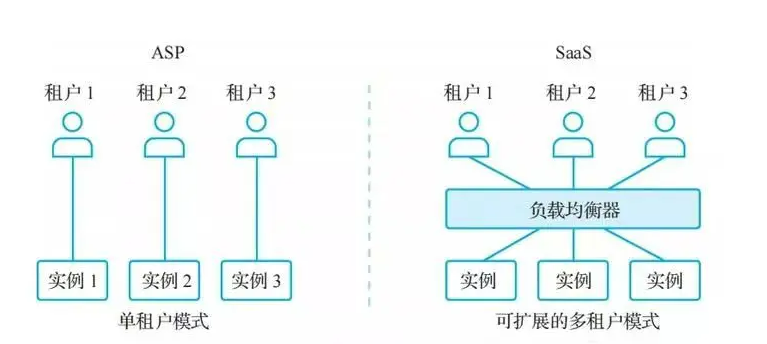 ASP
SaaS
租户1
租户2
租户3
租户1
租户2
租户3
负载均衡器
实例1
实例2
实例3
实例
实例
实例
单租户模式
可扩展的多租户模式